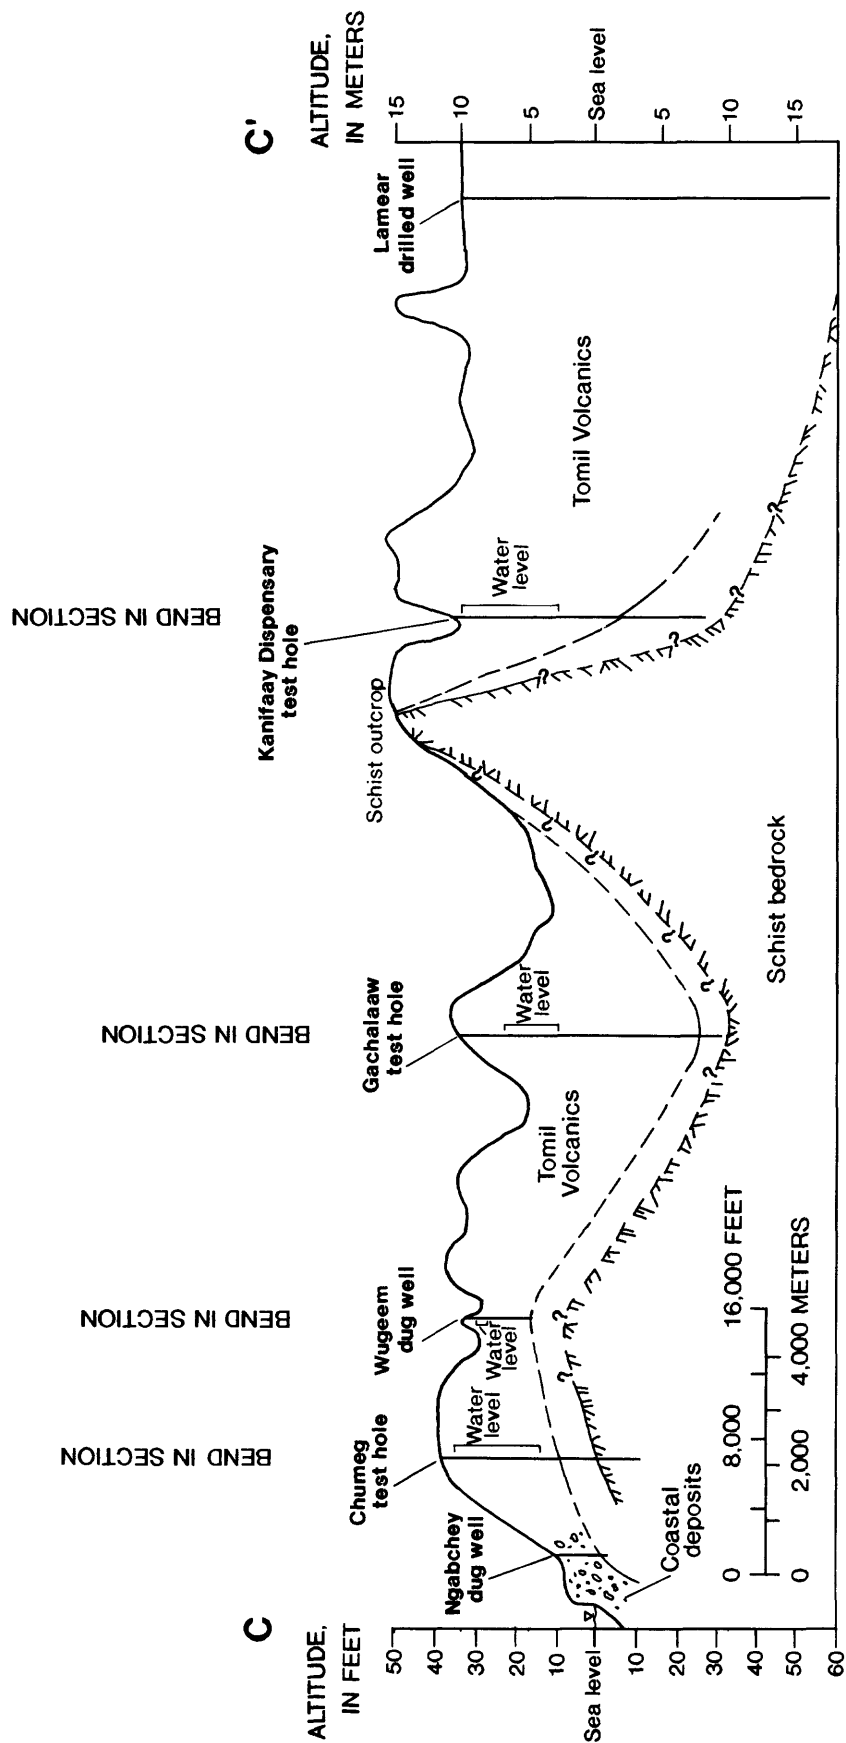 C
C'
ALTITUDE,
IN FEET
50
40
30
20
10
Sea level
10
20
30
40
50
60
ALTITUDE,
IN METERS
15
10
5
Sea level
5
10
15
BEND IN SECTION
BEND IN SECTION
BEND IN SECTION
BEND IN SECTION
Ngabchey
dug well
Chumeg
test hole
Wugeem
dug well
Gachalaaw
test hole
Schist outcrop
Kanifaay Dispensary
test hole
Lamear
drilled well
Water
level
Water
level
Water
level
Water
level
Tomil
Volcanics
Tomil Volcanics
Schist bedrock
Coastal
deposits
?
?
?
?
?
?
?
?
?
?
?
?
0
8,000
16,000 FEET
0
2,000
4,000 METERS